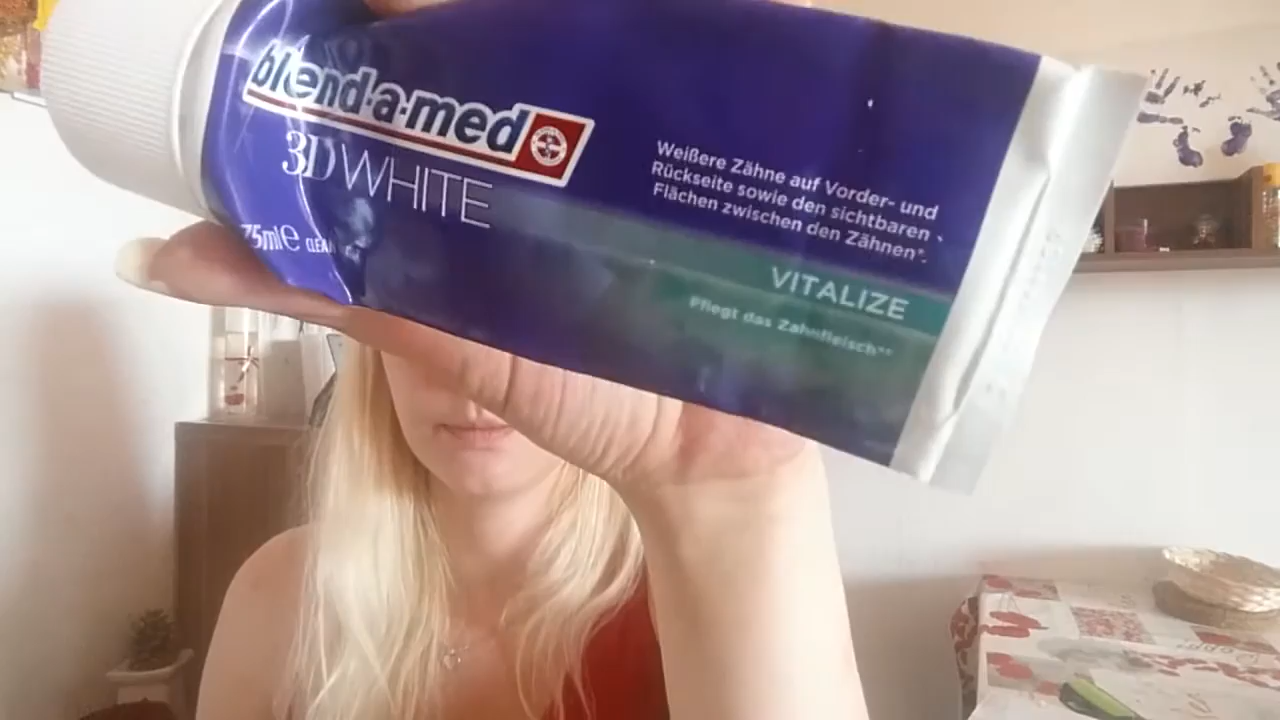 blend-a-med
3D WHITE
75ml e
Weißere Zähne auf Vorder- und
Rückseite sowie den sichtbaren
Flächen zwischen den Zähnen*.
VITALIZE
Pflegt das Zahnfleisch**